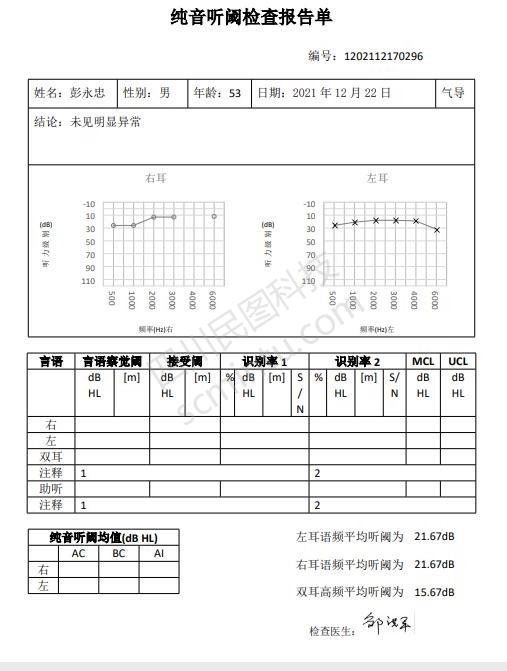 纯音听阈检查报告单
编号：1202112170296
姓名：彭永忠 性别：男 年龄：53 日期：2021 年 12 月 22 日 气导
结论：未见明显异常
右耳 左耳
-10 10 30 50 70 90 110
听力级别 (dB)
500 1000 2000 3000 4000 6000
频率(Hz)右
-10 10 30 50 70 90 110
听力级别 (dB)
500 1000 2000 3000 4000 6000
频率(Hz)左
四川民图科技
scmintu.com
言语 言语察觉阈 接受阈 识别率 1 识别率 2 MCL UCL
dB HL [m] dB HL [m] % dB HL [m] S/N % dB HL [m] S/N dB HL dB HL
右
左
双耳
注释 1 2
助听
注释 1 2
纯音听阈均值(dB HL)
AC BC AI
右
左
左耳语频平均听阈为 21.67dB
右耳语频平均听阈为 21.67dB
双耳高频平均听阈为 15.67dB
检查医生：